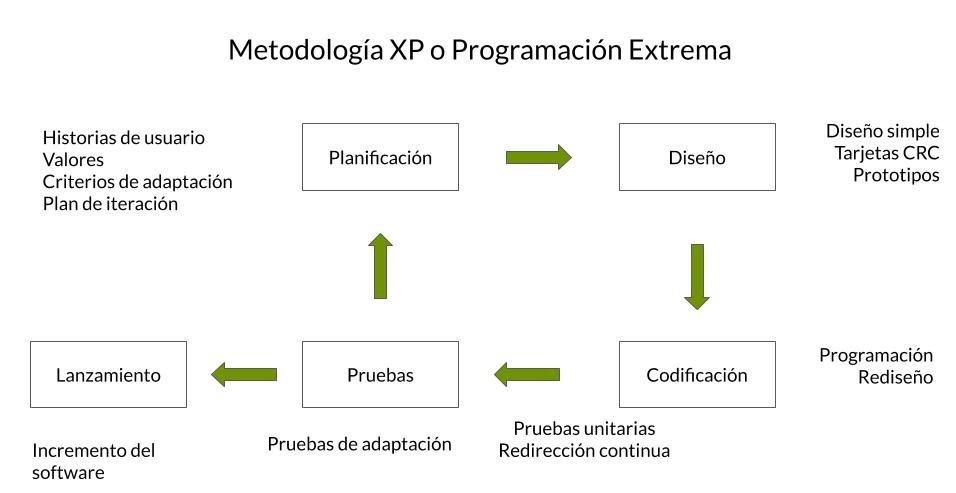 Metodología XP o Programación Extrema
Historias de usuario
Valores
Criterios de adaptación
Plan de iteración
Planificación
Diseño
Diseño simple
Tarjetas CRC
Prototipos
Lanzamiento
Pruebas
Codificación
Programación
Rediseño
Incremento del
software
Pruebas de adaptación
Pruebas unitarias
Redirección continua